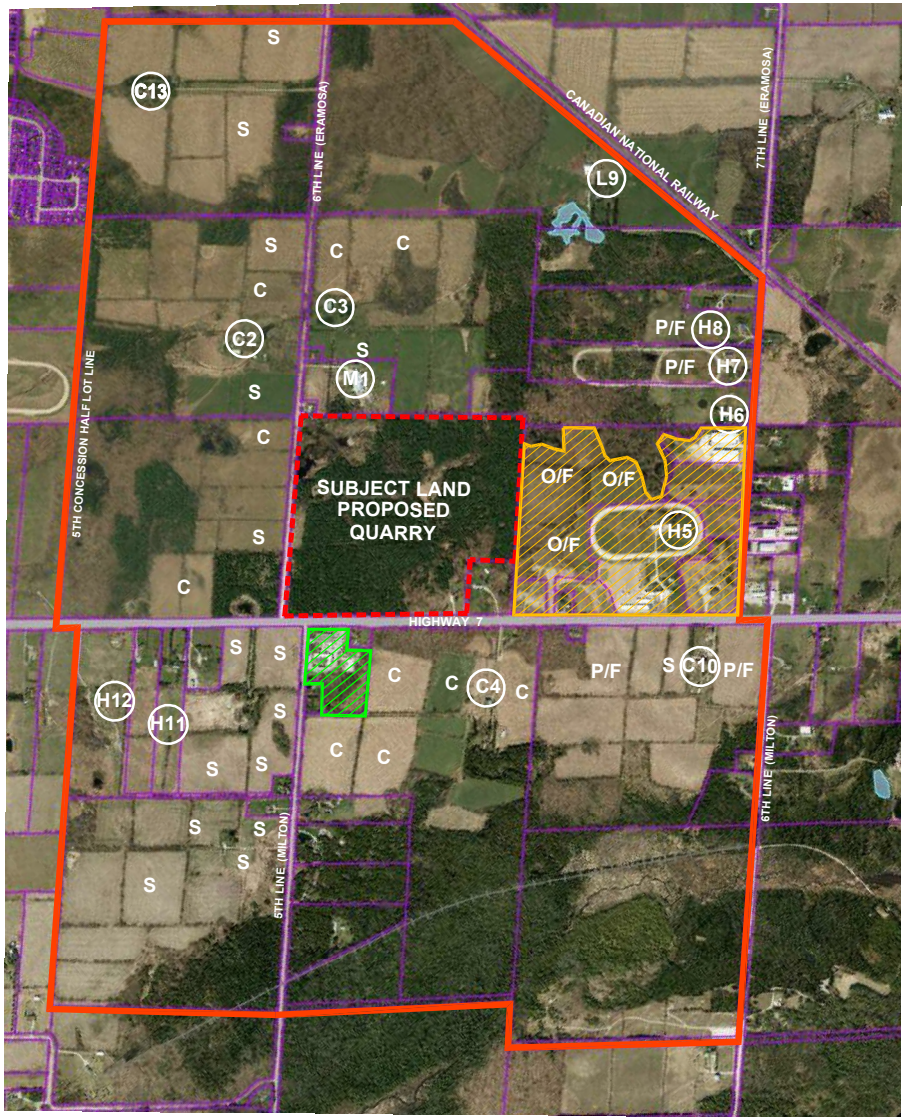 S
C13
6TH LINE (ERAMOSA)
7TH LINE (ERAMOSA)
CANADIAN NATIONAL RAILWAY
S
L9
S
C
C
C
C3
C2
P/F
H8
S
M1
P/F
H7
S
H6
5TH CONCESSION HALF LOT LINE
C
SUBJECT LAND
PROPOSED
QUARRY
O/F
O/F
H5
O/F
S
C
HIGHWAY 7
S
S
C
C
C4
C
P/F
S
C10
P/F
H12
H11
S
C
C
S
S
6TH LINE (MILTON)
S
S
S
S
5TH LINE (MILTON)